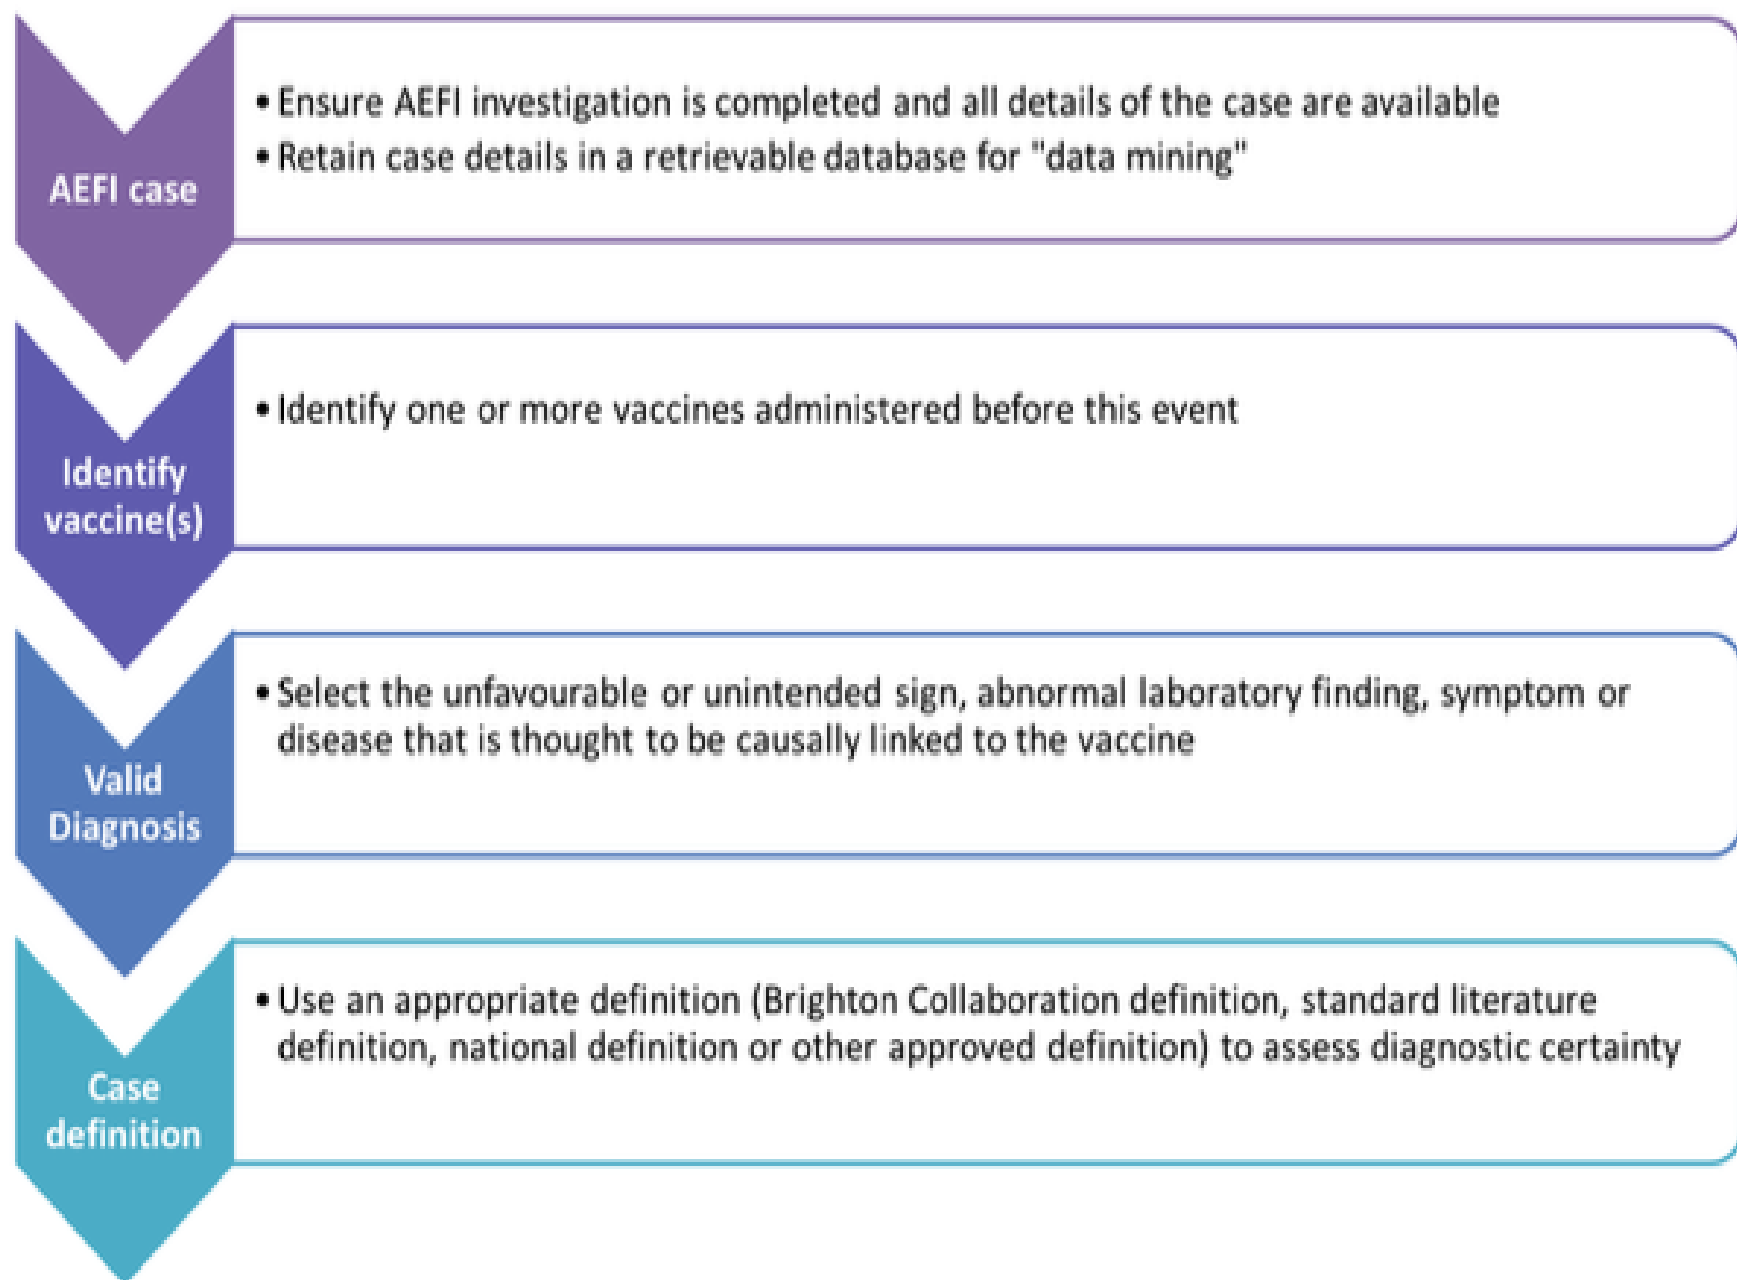 AEFI case
• Ensure AEFI investigation is completed and all details of the case are available
• Retain case details in a retrievable database for "data mining"
Identify
vaccine(s)
• Identify one or more vaccines administered before this event
Valid
Diagnosis
• Select the unfavourable or unintended sign, abnormal laboratory finding, symptom or
disease that is thought to be causally linked to the vaccine
Case
definition
• Use an appropriate definition (Brighton Collaboration definition, standard literature
definition, national definition or other approved definition) to assess diagnostic certainty